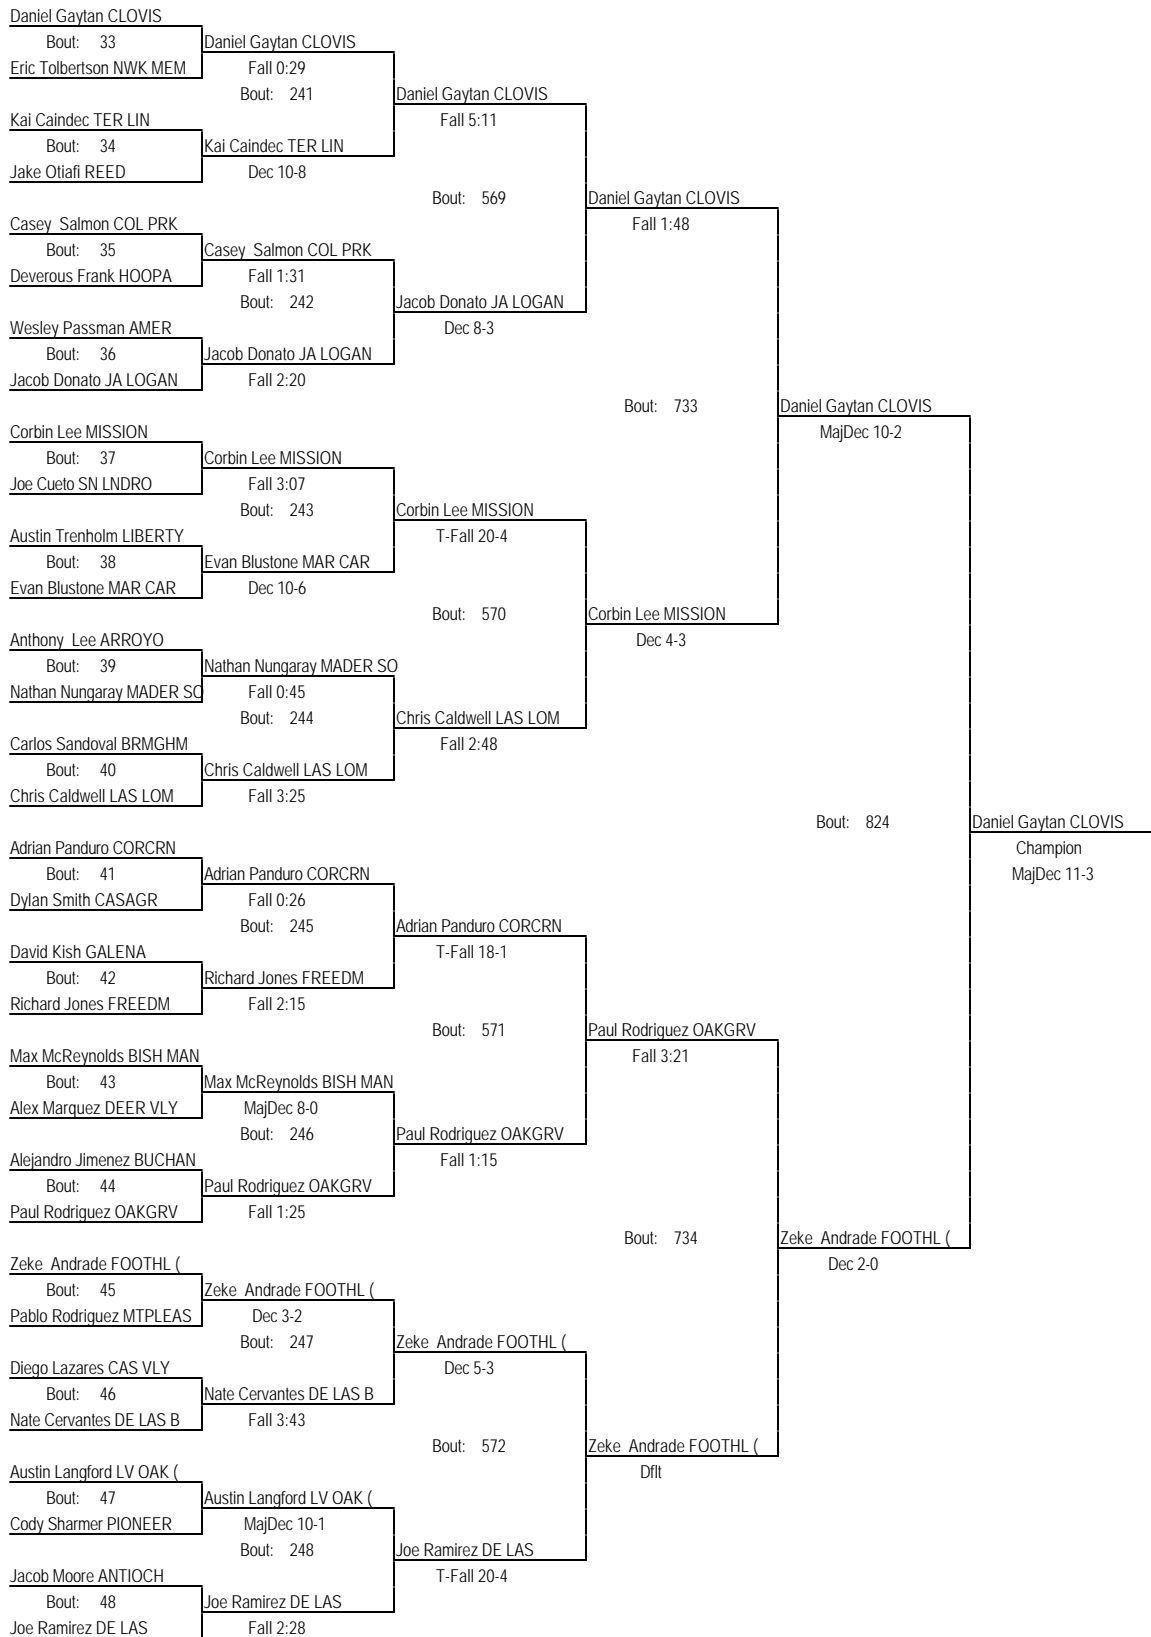 Daniel Gaytan CLOVIS
Bout: 33 Daniel Gaytan CLOVIS
Eric Tolbertson NWK MEM Fall 0:29
Bout: 241 Daniel Gaytan CLOVIS
Kai Caindec TER LIN Fall 5:11
Bout: 34 Kai Caindec TER LIN
Jake Otiafi REED Dec 10-8
Bout: 569 Daniel Gaytan CLOVIS
Casey Salmon COL PRK Fall 1:48
Bout: 35 Casey Salmon COL PRK
Deverous Frank HOOPA Fall 1:31
Bout: 242 Jacob Donato JA LOGAN
Wesley Passman AMER Dec 8-3
Bout: 36 Jacob Donato JA LOGAN
Jacob Donato JA LOGAN Fall 2:20
Bout: 733 Daniel Gaytan CLOVIS
Corbin Lee MISSION MajDec 10-2
Bout: 37 Corbin Lee MISSION
Joe Cueto SN LNDRO Fall 3:07
Bout: 243 Corbin Lee MISSION
Austin Trenholm LIBERTY T-Fall 20-4
Bout: 38 Evan Blustone MAR CAR
Evan Blustone MAR CAR Dec 10-6
Bout: 570 Corbin Lee MISSION
Anthony Lee ARROYO Dec 4-3
Bout: 39 Nathan Nungaray MADER SO
Nathan Nungaray MADER SO Fall 0:45
Bout: 244 Chris Caldwell LAS LOM
Carlos Sandoval BRMGHM Fall 2:48
Bout: 40 Chris Caldwell LAS LOM
Chris Caldwell LAS LOM Fall 3:25
Bout: 824 Daniel Gaytan CLOVIS
Adrian Panduro CORCRN Champion
Bout: 41 Adrian Panduro CORCRN MajDec 11-3
Dylan Smith CASAGR Fall 0:26
Bout: 245 Adrian Panduro CORCRN
David Kish GALENA T-Fall 18-1
Bout: 42 Richard Jones FREEDM
Richard Jones FREEDM Fall 2:15
Bout: 571 Paul Rodriguez OAKGRV
Max McReynolds BISH MAN Fall 3:21
Bout: 43 Max McReynolds BISH MAN
Alex Marquez DEER VLY MajDec 8-0
Bout: 246 Paul Rodriguez OAKGRV
Alejandro Jimenez BUCHAN Fall 1:15
Bout: 44 Paul Rodriguez OAKGRV
Paul Rodriguez OAKGRV Fall 1:25
Bout: 734 Zeke Andrade FOOTHL (
Zeke Andrade FOOTHL ( Dec 2-0
Bout: 45 Zeke Andrade FOOTHL (
Pablo Rodriguez MTPLEAS Dec 3-2
Bout: 247 Zeke Andrade FOOTHL (
Diego Lazares CAS VLY Dec 5-3
Bout: 46 Nate Cervantes DE LAS B
Nate Cervantes DE LAS B Fall 3:43
Bout: 572 Zeke Andrade FOOTHL (
Austin Langford LV OAK ( Dflt
Bout: 47 Austin Langford LV OAK (
Cody Sharmer PIONEER MajDec 10-1
Bout: 248 Joe Ramirez DE LAS
Jacob Moore ANTIOCH T-Fall 20-4
Bout: 48 Joe Ramirez DE LAS
Joe Ramirez DE LAS Fall 2:28